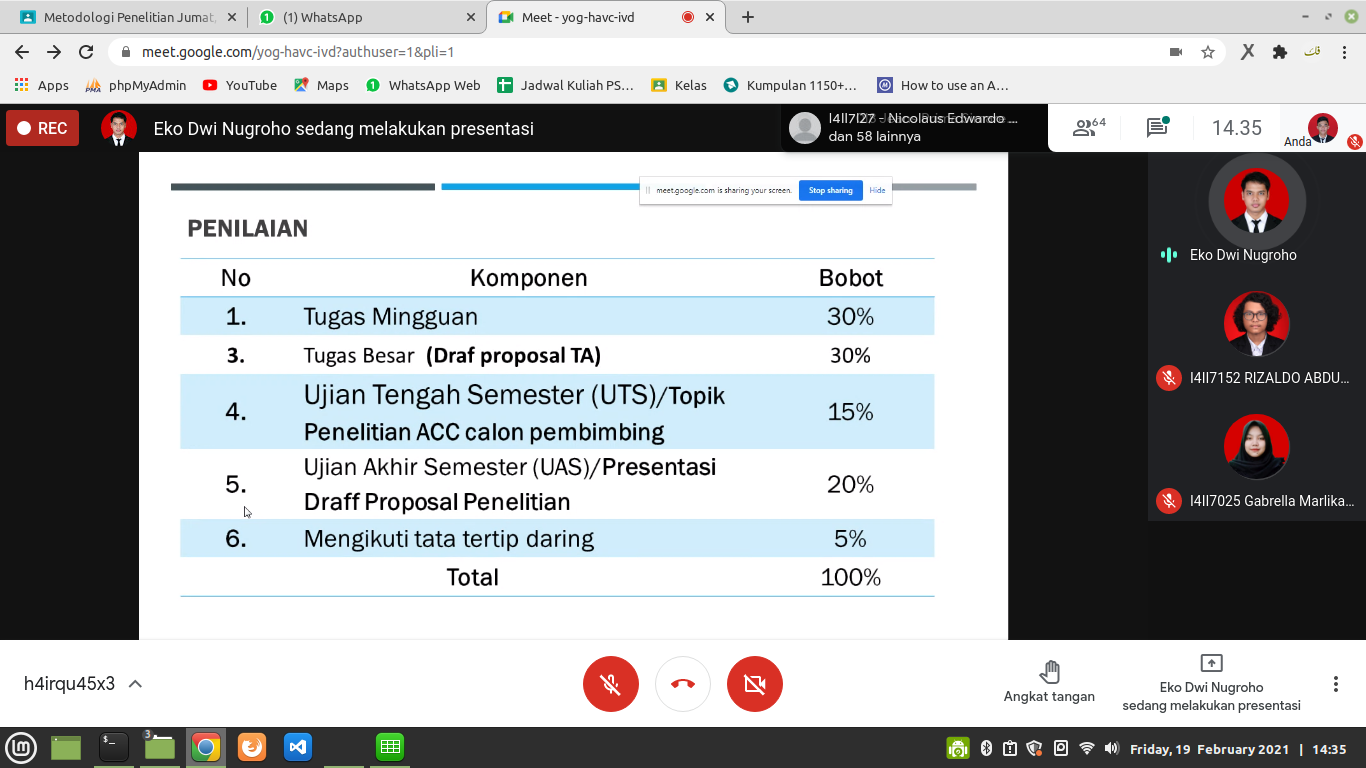 Metodologi Penelitian Jumat,
(1) WhatsApp
Meet - yog-havc-ivd
meet.google.com/yog-havc-ivd?authuser=1&pli=1
Apps
phpMyAdmin
YouTube
Maps
WhatsApp Web
Jadwal Kuliah PS...
Kelas
Kumpulan 1150+...
How to use an A...
REC
Eko Dwi Nugroho sedang melakukan presentasi
14117127 - Nicolaus Edwardo ...
dan 58 lainnya
64
14.35
Anda
meet.google.com is sharing your screen.
Stop sharing
Hide
PENILAIAN
No Komponen Bobot
1. Tugas Mingguan 30%
3. Tugas Besar (Draf proposal TA) 30%
4. Ujian Tengah Semester (UTS)/Topik
Penelitian ACC calon pembimbing 15%
5. Ujian Akhir Semester (UAS)/Presentasi
Draff Proposal Penelitian 20%
6. Mengikuti tata tertip daring 5%
Total 100%
Eko Dwi Nugroho
14117152 RIZALDO ABDU...
14117025 Gabrella Marlika...
h4irqu45x3
Angkat tangan
Eko Dwi Nugroho
sedang melakukan presentasi
3
Friday, 19 February 2021 | 14:35